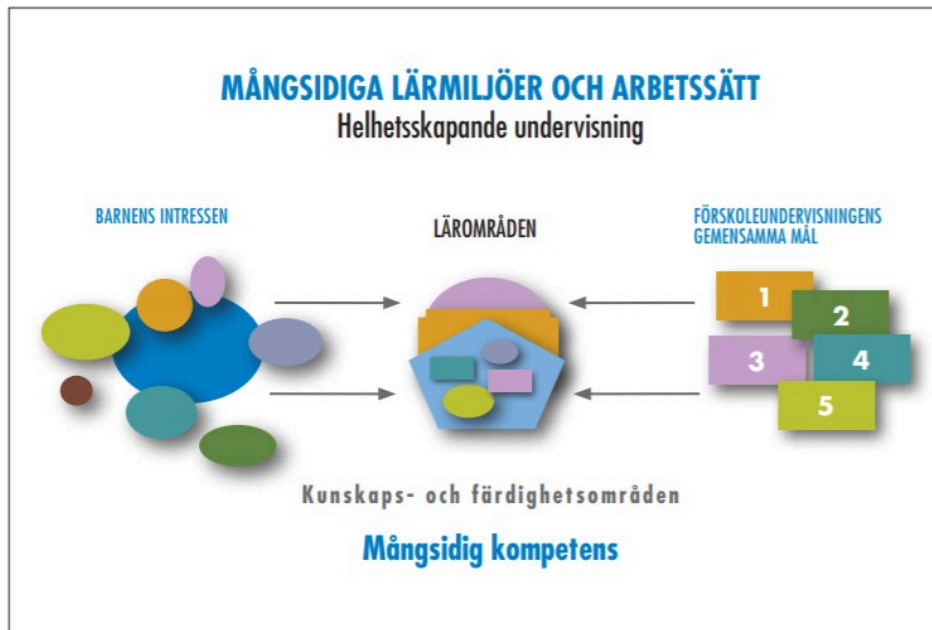 MÅNGSIDIGA LÄRMILJÖER OCH ARBETSSÄTT
Helhetsskapande undervisning
BARNENS INTRESSEN
LÄROMRÅDEN
FÖRSKOLEUNDERVISNINGENS
GEMENSAMMA MÅL
1
2
3
4
5
Kunskaps- och färdighetsområden
Mångsidig kompetens